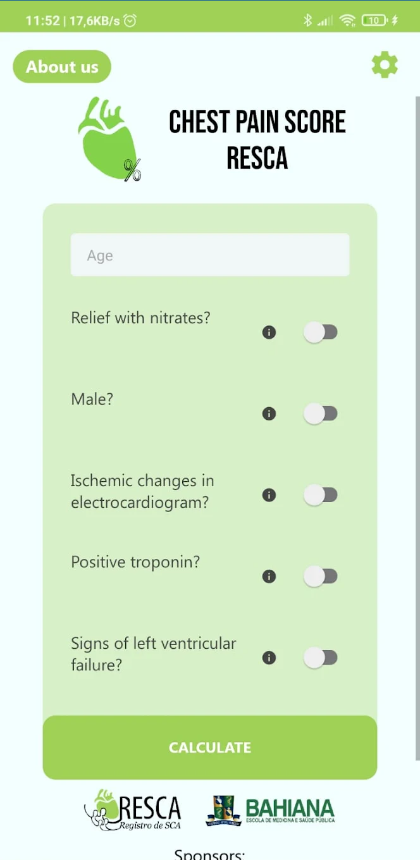 11:52 | 17,6KB/s
10
About us
CHEST PAIN SCORE
RESCA
%
Age
Relief with nitrates?
Male?
Ischemic changes in
electrocardiogram?
Positive troponin?
Signs of left ventricular
failure?
CALCULATE
RESCA
Registro de SCA
BAHIANA
ESCOLA DE MEDICINA E SAÚDE PÚBLICA
Sponsors: